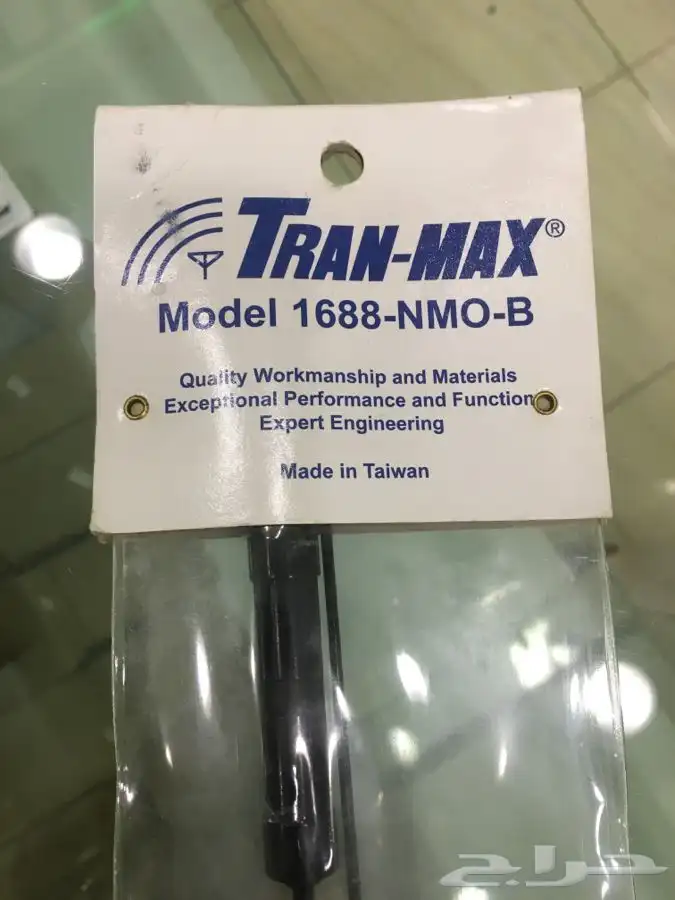 TRAN-MAX®
Model 1688-NMO-B
Quality Workmanship and Materials
Exceptional Performance and Function
Expert Engineering
Made in Taiwan
حراج